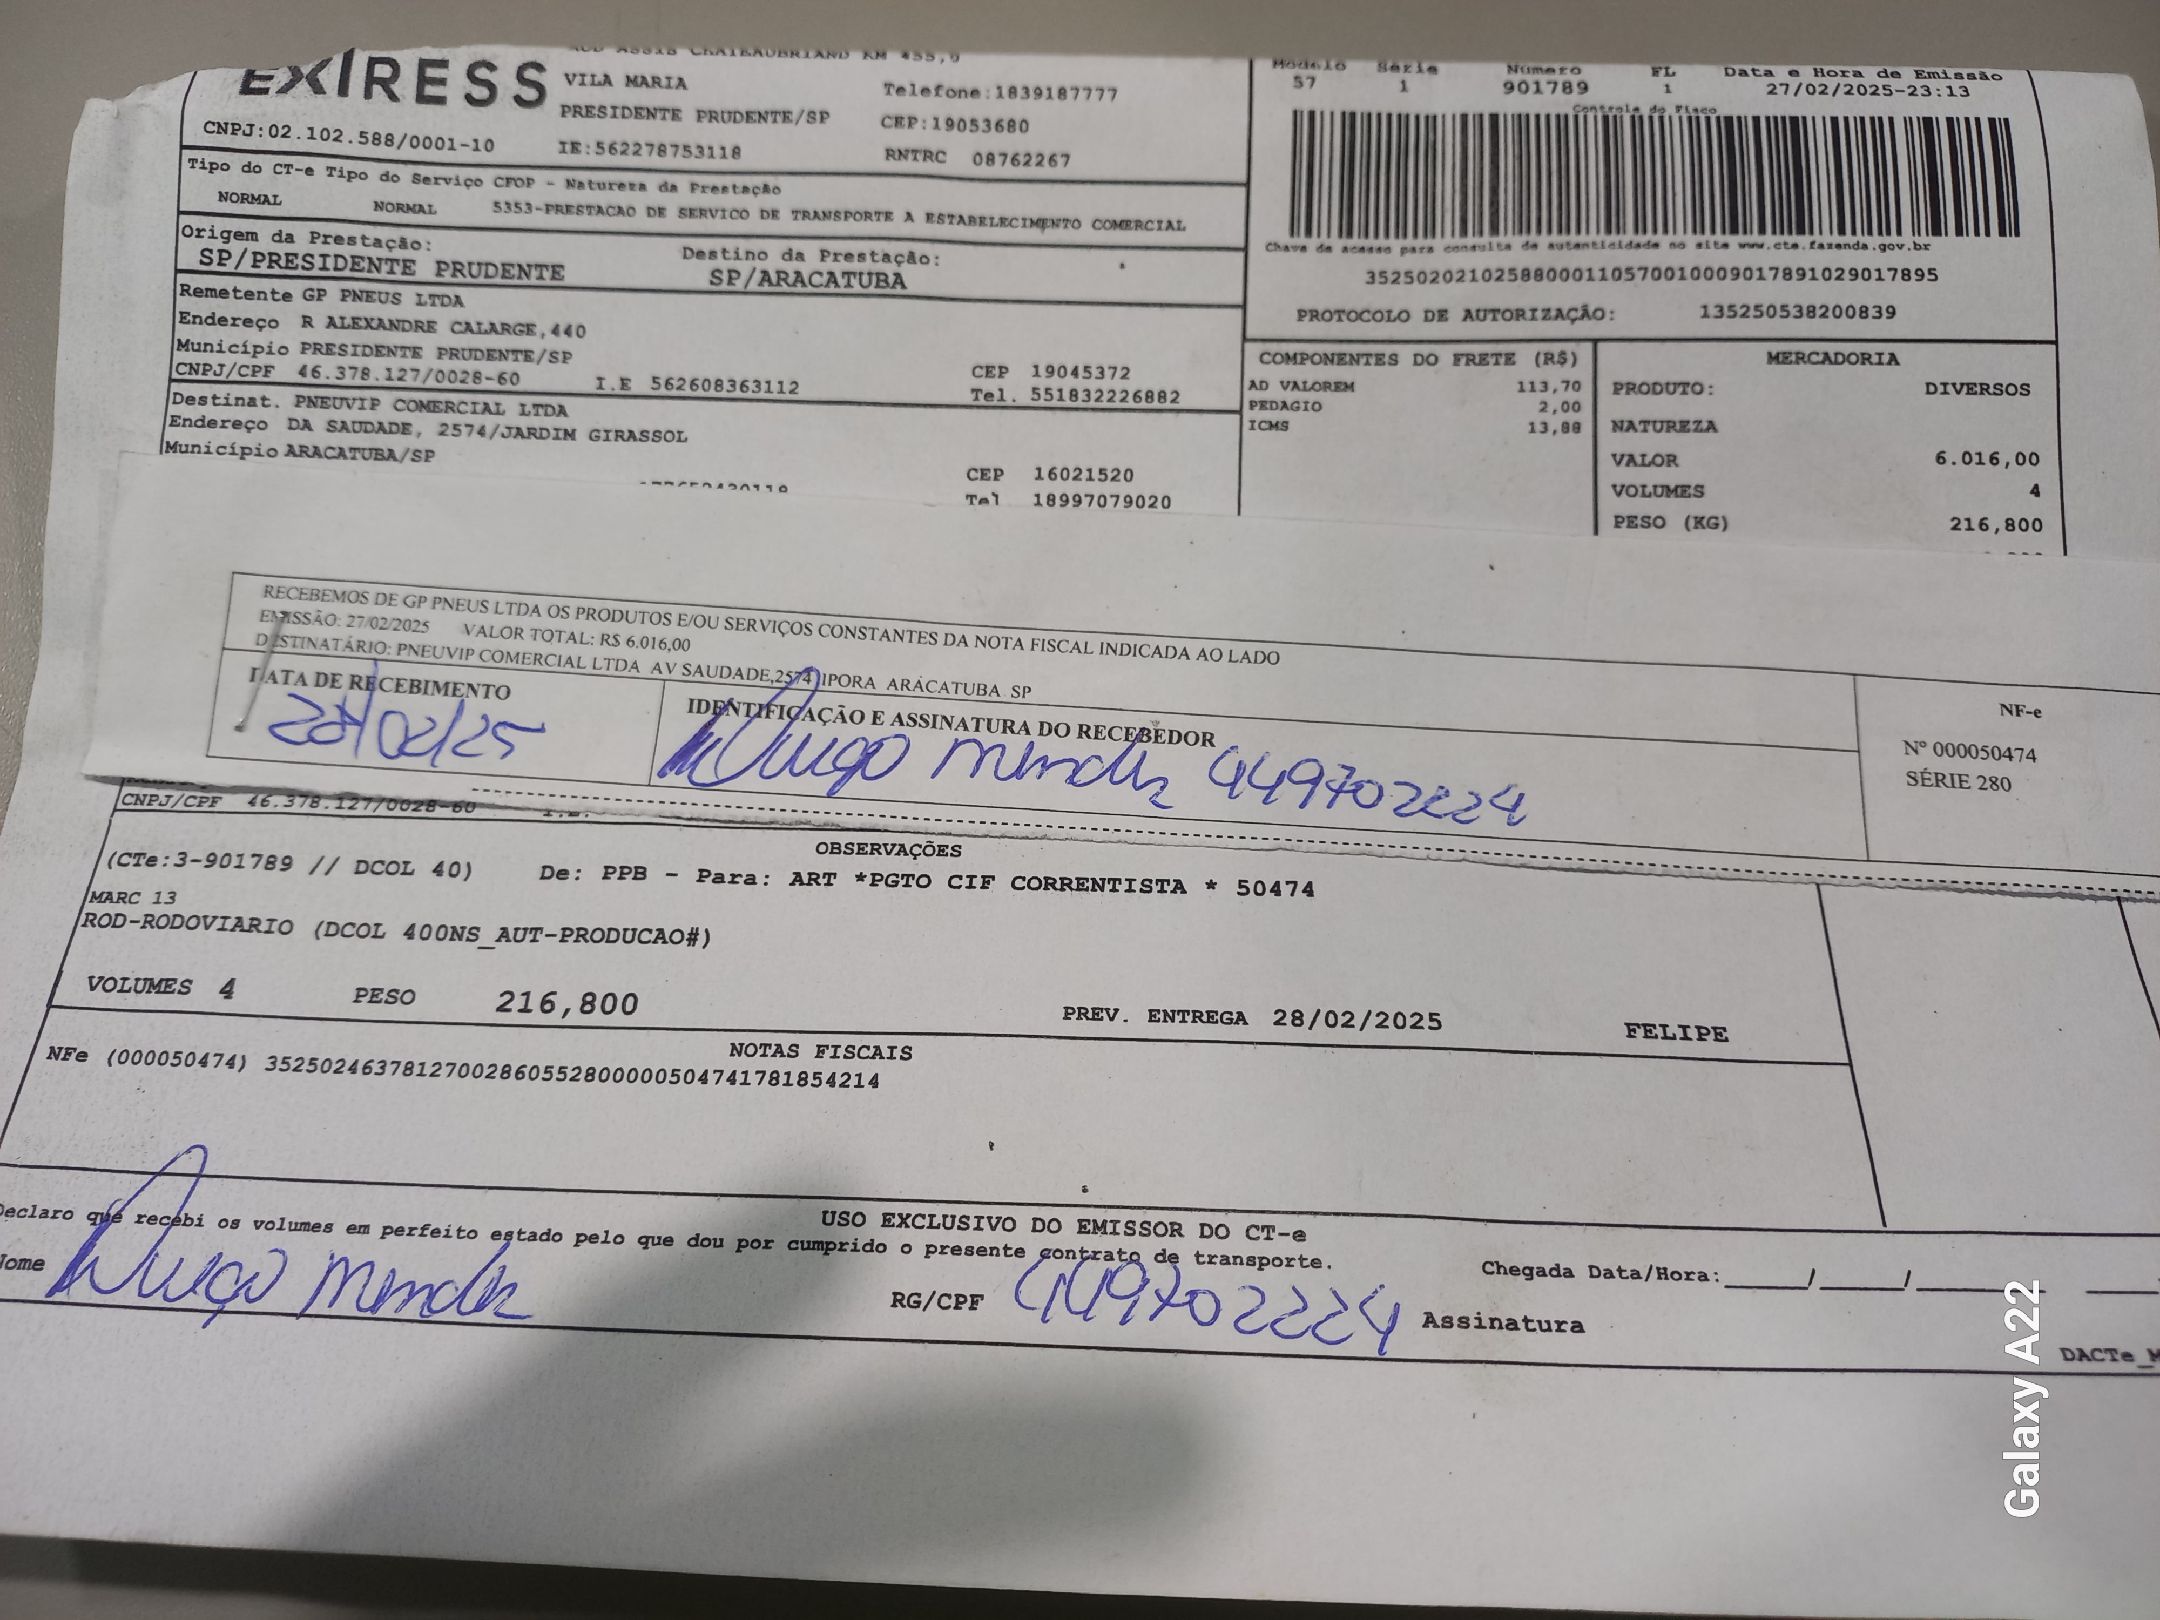 ROD ASSIS CHATEAUBRIAND KM 455,0
EXIRESS
VILA MARIA
Telefone:1839187777
PRESIDENTE PRUDENTE/SP
CEP:19053680
CNPJ:02.102.588/0001-10
IE:562278753118
RNTRC 08762267
Modelo Série Número FL Data e Hora de Emissão
57 1 901789 1 27/02/2025-23:13
Controle do Fisco
Tipo do CT-e Tipo do Serviço CFOP - Natureza da Prestação
NORMAL NORMAL 5353-PRESTACAO DE SERVICO DE TRANSPORTE A ESTABELECIMENTO COMERCIAL
Chave de acesso para consulta de autenticidade no site www.cte.fazenda.gov.br
35250202102588000110570010009017891029017895
PROTOCOLO DE AUTORIZAÇÃO: 135250538200839
Origem da Prestação: Destino da Prestação:
SP/PRESIDENTE PRUDENTE SP/ARACATUBA
Remetente GP PNEUS LTDA
Endereço R ALEXANDRE CALARGE,440
Município PRESIDENTE PRUDENTE/SP CEP 19045372
CNPJ/CPF 46.378.127/0028-60 I.E 562608363112 Tel. 551832226882
Destinat. PNEUVIP COMERCIAL LTDA
Endereço DA SAUDADE, 2574/JARDIM GIRASSOL
Município ARACATUBA/SP CEP 16021520
Tel 18997079020
COMPONENTES DO FRETE (R$)
AD VALOREM 113,70
PEDAGIO 2,00
ICMS 13,88
MERCADORIA
PRODUTO: DIVERSOS
NATUREZA
VALOR 6.016,00
VOLUMES 4
PESO (KG) 216,800
RECEBEMOS DE GP PNEUS LTDA OS PRODUTOS E/OU SERVIÇOS CONSTANTES DA NOTA FISCAL INDICADA AO LADO
EMISSÃO: 27/02/2025 VALOR TOTAL: R$ 6.016,00
DESTINATÁRIO: PNEUVIP COMERCIAL LTDA AV SAUDADE,2574 IPORA ARACATUBA SP
DATA DE RECEBIMENTO
28/02/25
IDENTIFICAÇÃO E ASSINATURA DO RECEBEDOR
449702224
NF-e
Nº 000050474
SÉRIE 280
CNPJ/CPF 46.378.127/0028-60 I.E.
OBSERVAÇÕES
(CTe:3-901789 // DCOL 40) De: PPB - Para: ART *PGTO CIF CORRENTISTA * 50474
MARC 13
ROD-RODOVIARIO (DCOL 400NS_AUT-PRODUCAO#)
VOLUMES 4 PESO 216,800 PREV. ENTREGA 28/02/2025 FELIPE
NOTAS FISCAIS
NFe (000050474) 35250246378127002860552800000504741781854214
USO EXCLUSIVO DO EMISSOR DO CT-e
Declaro que recebi os volumes em perfeito estado pelo que dou por cumprido o presente contrato de transporte.
Nome RG/CPF 449702224 Assinatura
Chegada Data/Hora:_____/_____/_____
DACTe_M
Galaxy A22